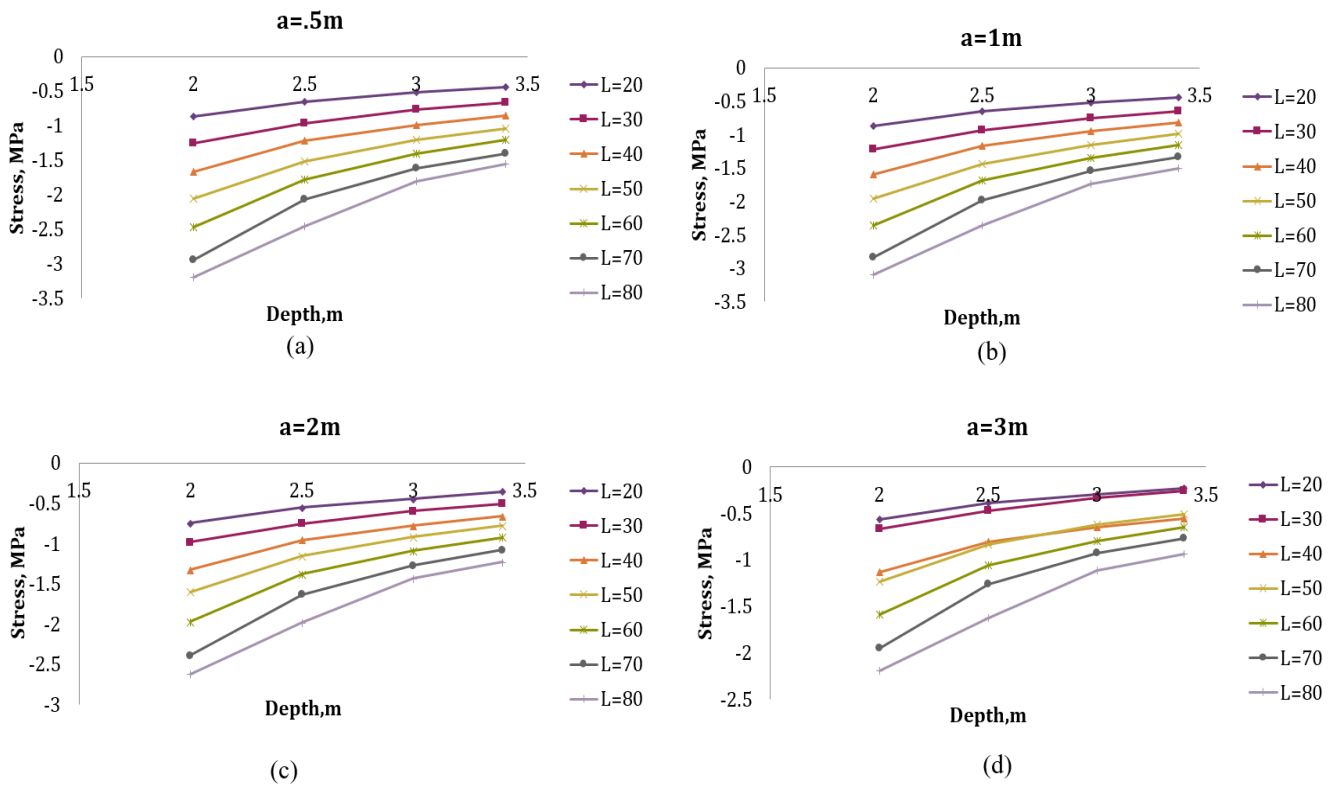 a=.5m
0
1.5 2 2.5 3 3.5
-0.5
-1
-1.5
-2
-2.5
-3
-3.5
Stress, MPa
Depth,m
L=20
L=30
L=40
L=50
L=60
L=70
L=80
(a)
a=1m
0
1.5 2 2.5 3 3.5
-0.5
-1
-1.5
-2
-2.5
-3
-3.5
Stress, MPa
Depth,m
L=20
L=30
L=40
L=50
L=60
L=70
L=80
(b)
a=2m
0
1.5 2 2.5 3 3.5
-0.5
-1
-1.5
-2
-2.5
-3
Stress, MPa
Depth,m
L=20
L=30
L=40
L=50
L=60
L=70
L=80
(c)
a=3m
0
1.5 2 2.5 3 3.5
-0.5
-1
-1.5
-2
-2.5
Stress, MPa
Depth,m
L=20
L=30
L=40
L=50
L=60
L=70
L=80
(d)